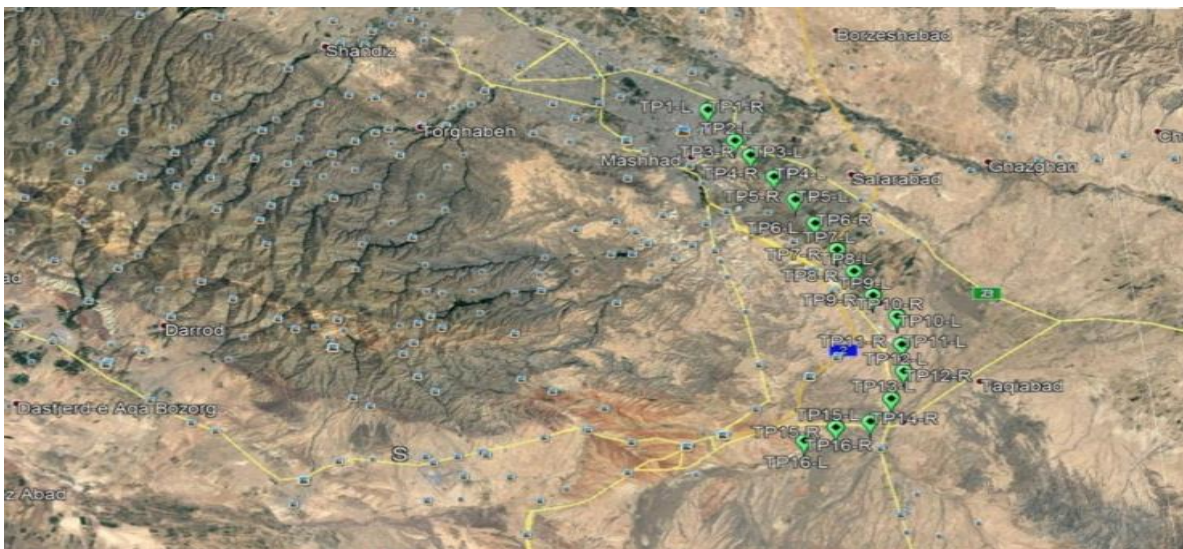 Borzeshabad
Shandiz
TP1-L TP1-R
Torghabeh
TP2-L
Mashhad
TP3-R TP3-L
Ghazghan
TP4-R TP4-L
Safarabad
TP5-R TP5-L
TP6-L TP6-R
TP7-R TP7-L
TP8-R TP8-L
TP9-R TP9-L
TP10-R
TP10-L
Darrod
TP11-R TP11-L
TP12-L
TP12-R
TP13-L
Taqiabad
Dastjerd-e Aqa Bozorg
TP15-L TP14-R
TP15-R
TP16-R
TP16-L
S
z Abad